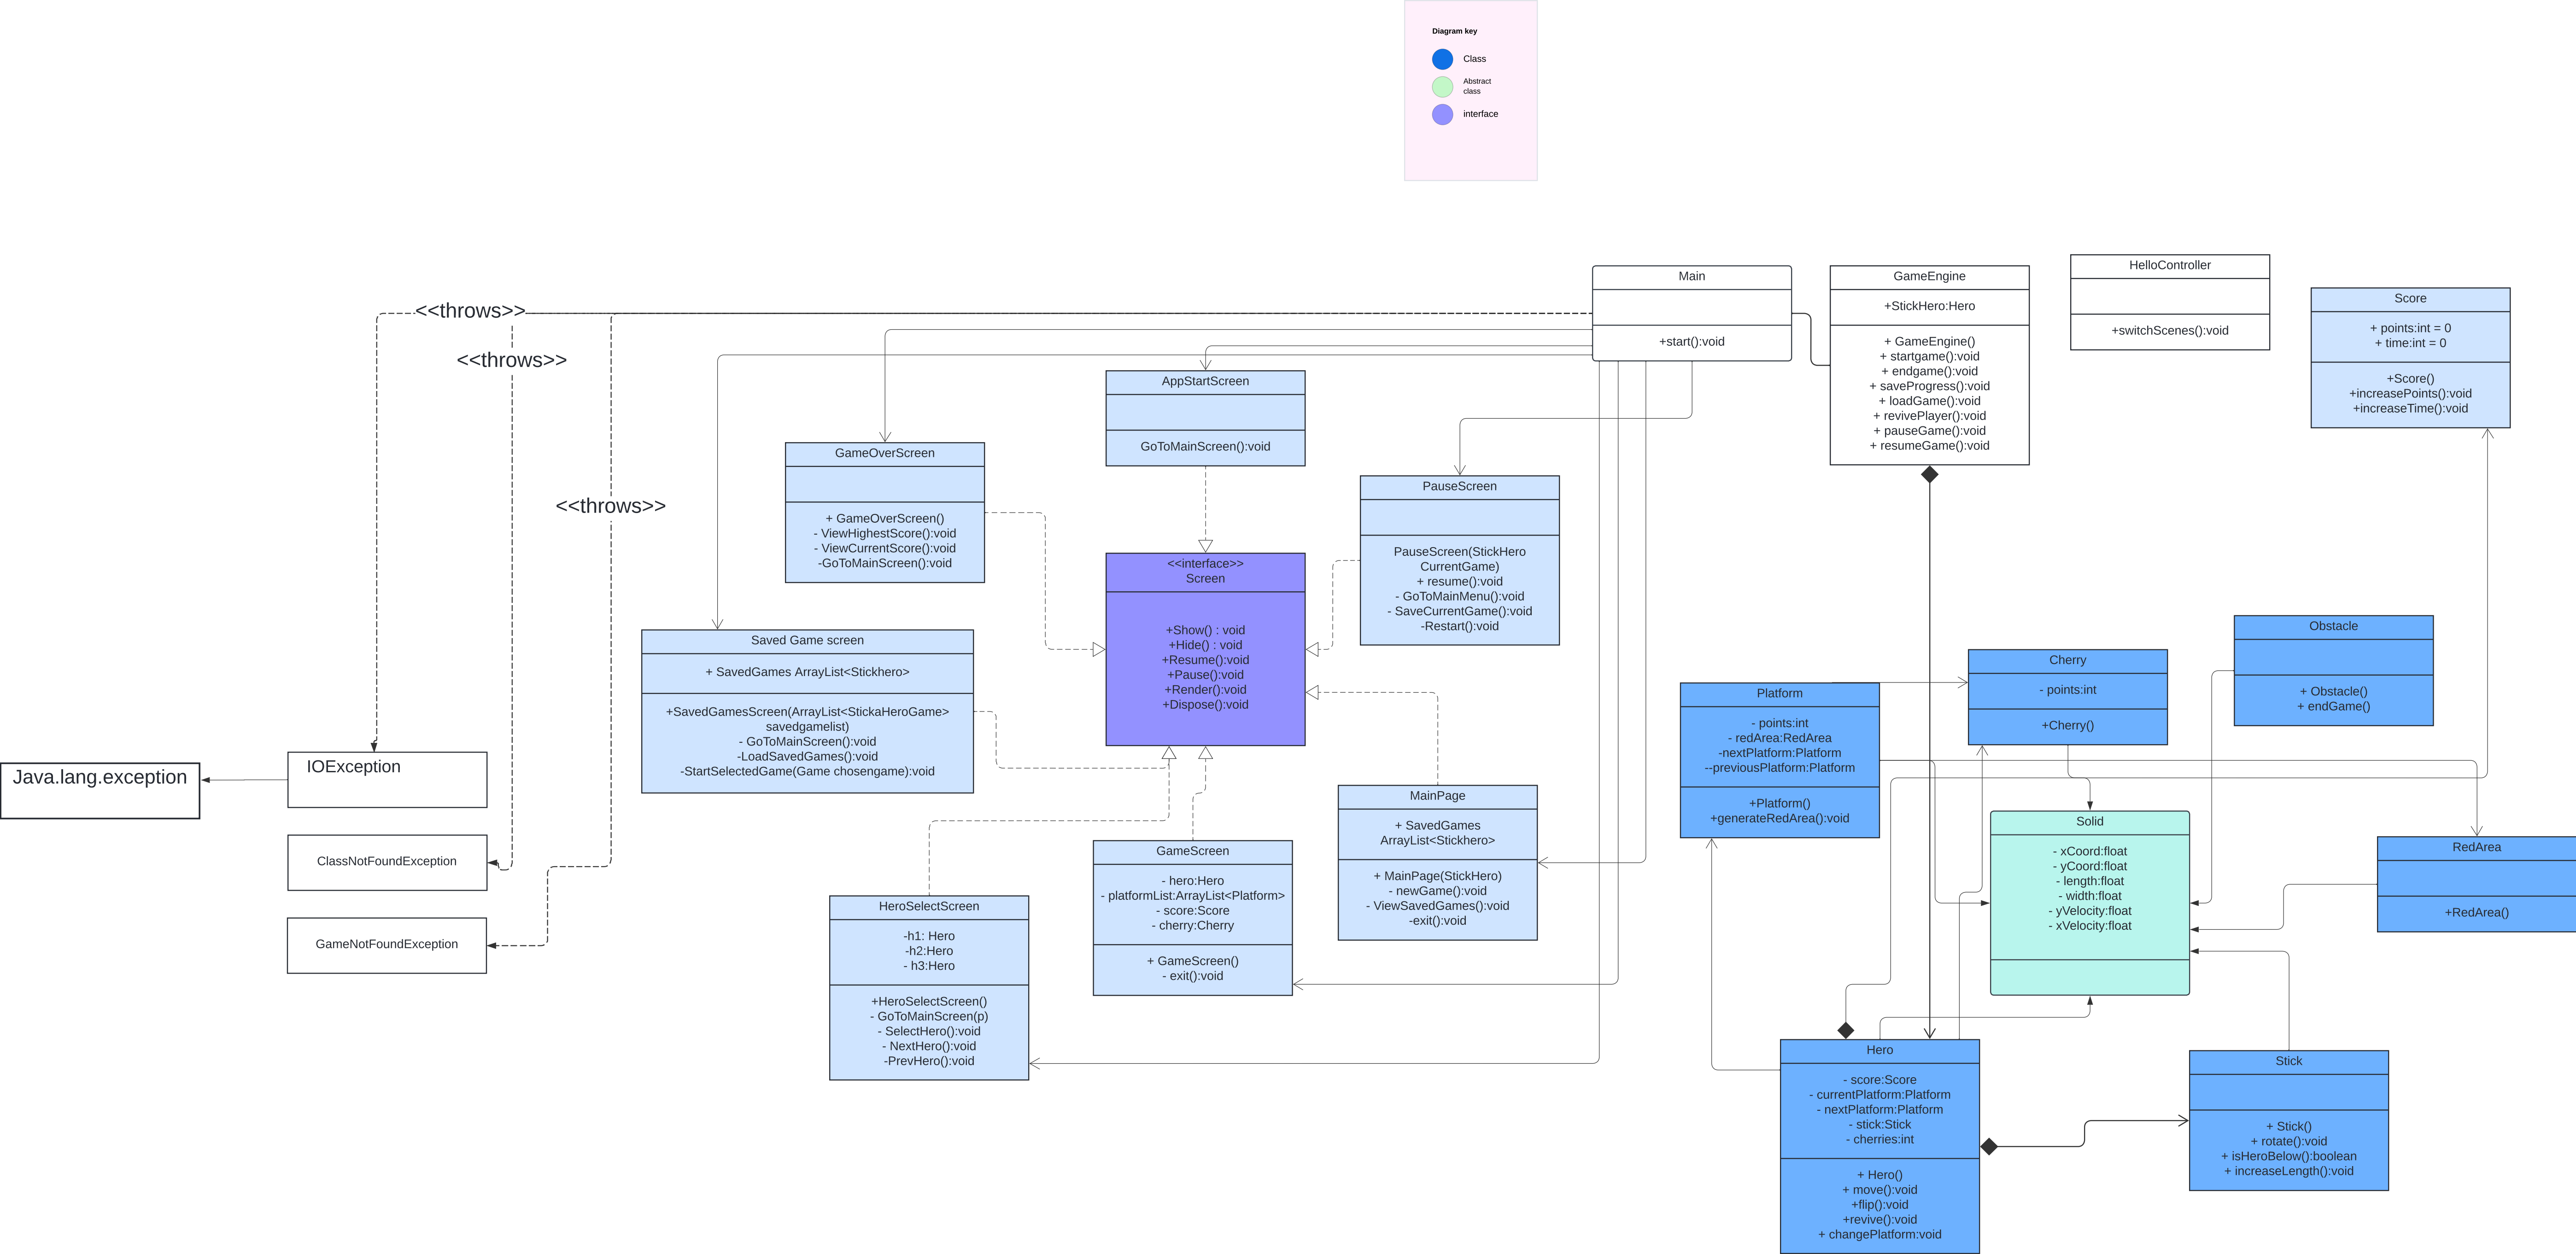 Diagram key
Class
Abstract
class
interface
<<throws>>
<<throws>>
<<throws>>
Main
+start():void
GameEngine
+StickHero:Hero
+ GameEngine()
+ startgame():void
+ endgame():void
+ saveProgress():void
+ loadGame():void
+ revivePlayer():void
+ pauseGame():void
+ resumeGame():void
HelloController
+switchScenes():void
Score
+ points:int = 0
+ time:int = 0
+Score()
+increasePoints():void
+increaseTime():void
AppStartScreen
GoToMainScreen():void
GameOverScreen
+ GameOverScreen()
- ViewHighestScore():void
- ViewCurrentScore():void
-GoToMainScreen():void
PauseScreen
PauseScreen(StickHero
CurrentGame)
+ resume():void
- GoToMainMenu():void
- SaveCurrentGame():void
-Restart():void
<<interface>>
Screen
+Show() : void
+Hide() : void
+Resume():void
+Pause():void
+Render():void
+Dispose():void
Saved Game screen
+ SavedGames ArrayList<Stickhero>
+SavedGamesScreen(ArrayList<StickaHeroGame>
savedgamelist)
- GoToMainScreen():void
-LoadSavedGames():void
-StartSelectedGame(Game chosengame):void
Java.lang.exception
IOException
ClassNotFoundException
GameNotFoundException
HeroSelectScreen
-h1: Hero
-h2:Hero
- h3:Hero
+HeroSelectScreen()
- GoToMainScreen(p)
- SelectHero():void
- NextHero():void
-PrevHero():void
GameScreen
- hero:Hero
- platformList:ArrayList<Platform>
- score:Score
- cherry:Cherry
+ GameScreen()
- exit():void
MainPage
+ SavedGames
ArrayList<Stickhero>
+ MainPage(StickHero)
- newGame():void
- ViewSavedGames():void
-exit():void
Platform
- points:int
- redArea:RedArea
-nextPlatform:Platform
--previousPlatform:Platform
+Platform()
+generateRedArea():void
Cherry
- points:int
+Cherry()
Obstacle
+ Obstacle()
+ endGame()
Solid
- xCoord:float
- yCoord:float
- length:float
- width:float
- yVelocity:float
- xVelocity:float
RedArea
+RedArea()
Hero
- score:Score
- currentPlatform:Platform
- nextPlatform:Platform
- stick:Stick
- cherries:int
+ Hero()
+ move():void
+flip():void
+revive():void
+ changePlatform:void
Stick
+ Stick()
+ rotate():void
+ isHeroBelow():boolean
+ increaseLength():void